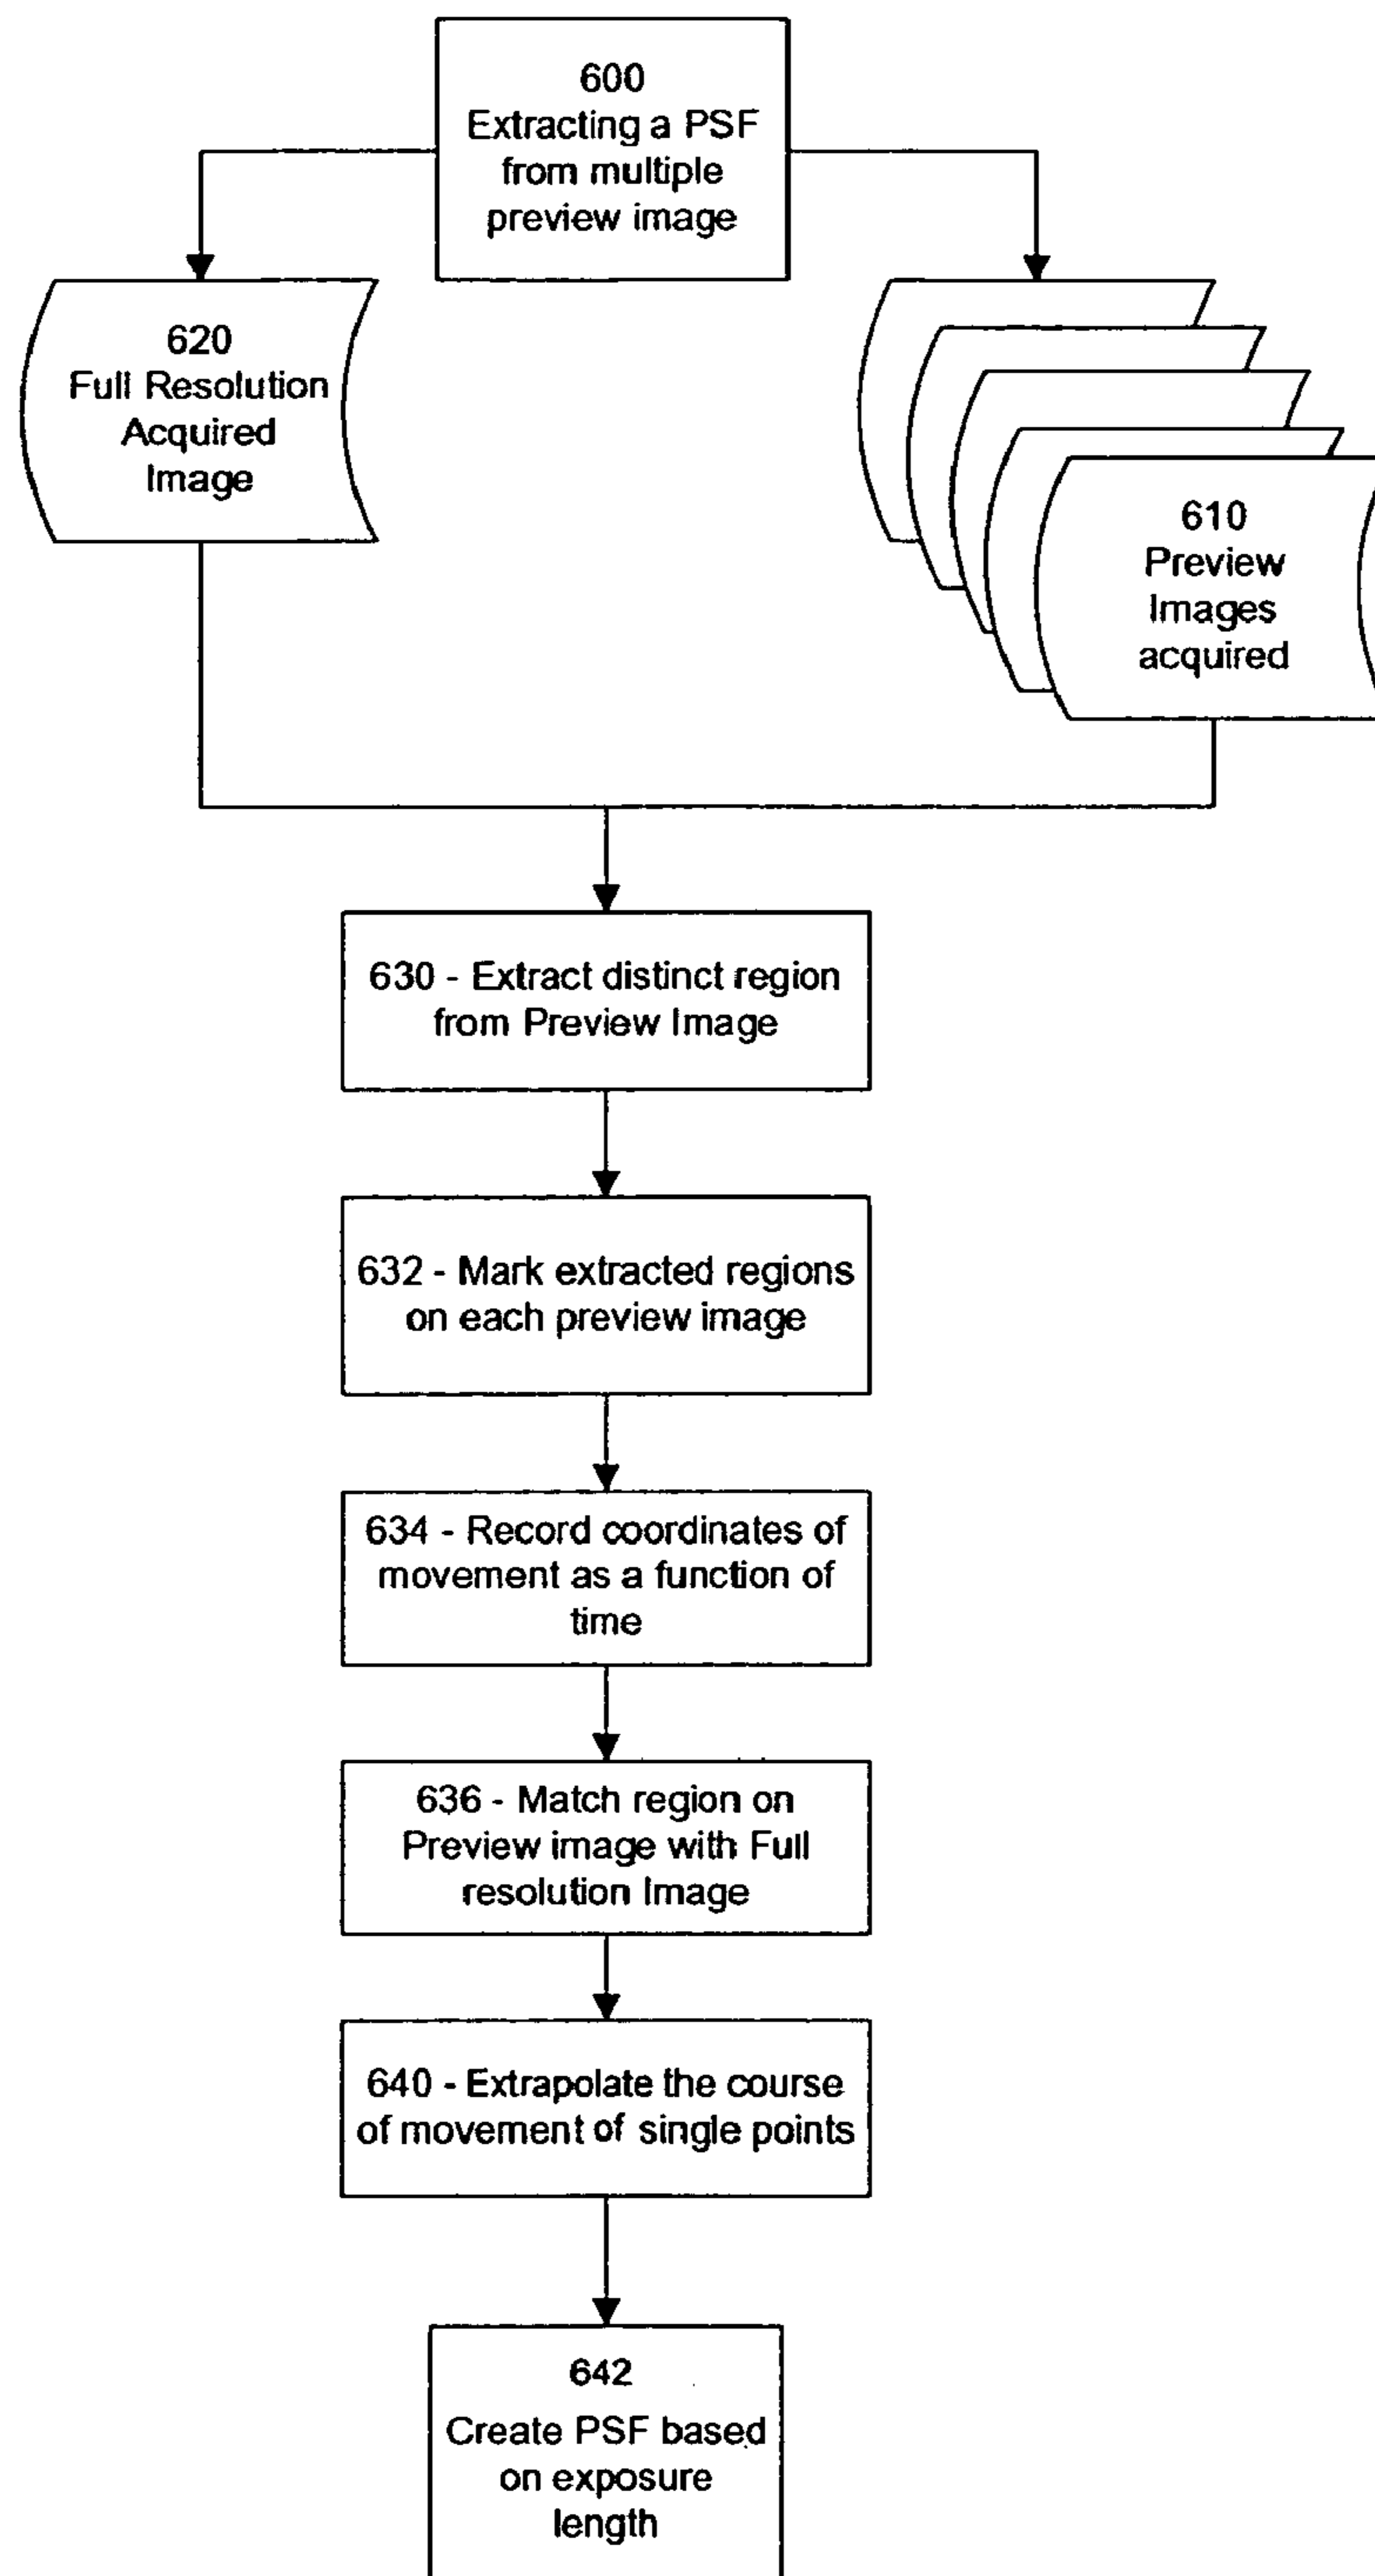 600
Extracting a PSF
from multiple
preview image
620
Full Resolution
Acquired
Image
610
Preview
Images
acquired
630 - Extract distinct region
from Preview Image
632 - Mark extracted regions
on each preview image
634 - Record coordinates of
movement as a function of
time
636 - Match region on
Preview image with Full
resolution Image
640 - Extrapolate the course
of movement of single points
642
Create PSF based
on exposure
length